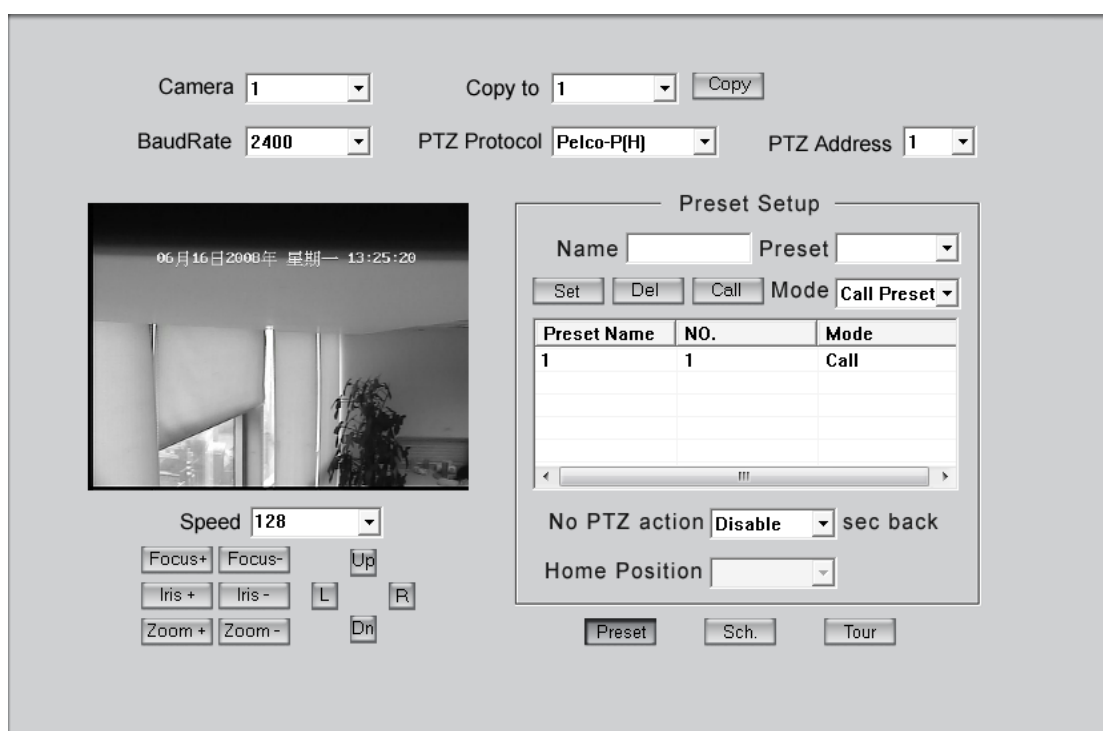 Camera 1 Copy to 1 Copy
BaudRate 2400 PTZ Protocol Pelco-P(H) PTZ Address 1
06月16日2008年 星期一 13:25:20
Speed 128
Focus+ Focus- Up
Iris + Iris - L R
Zoom + Zoom - Dn
Preset Setup
Name Preset
Set Del Call Mode Call Preset
Preset Name NO. Mode
1 1 Call
No PTZ action Disable sec back
Home Position
Preset Sch. Tour